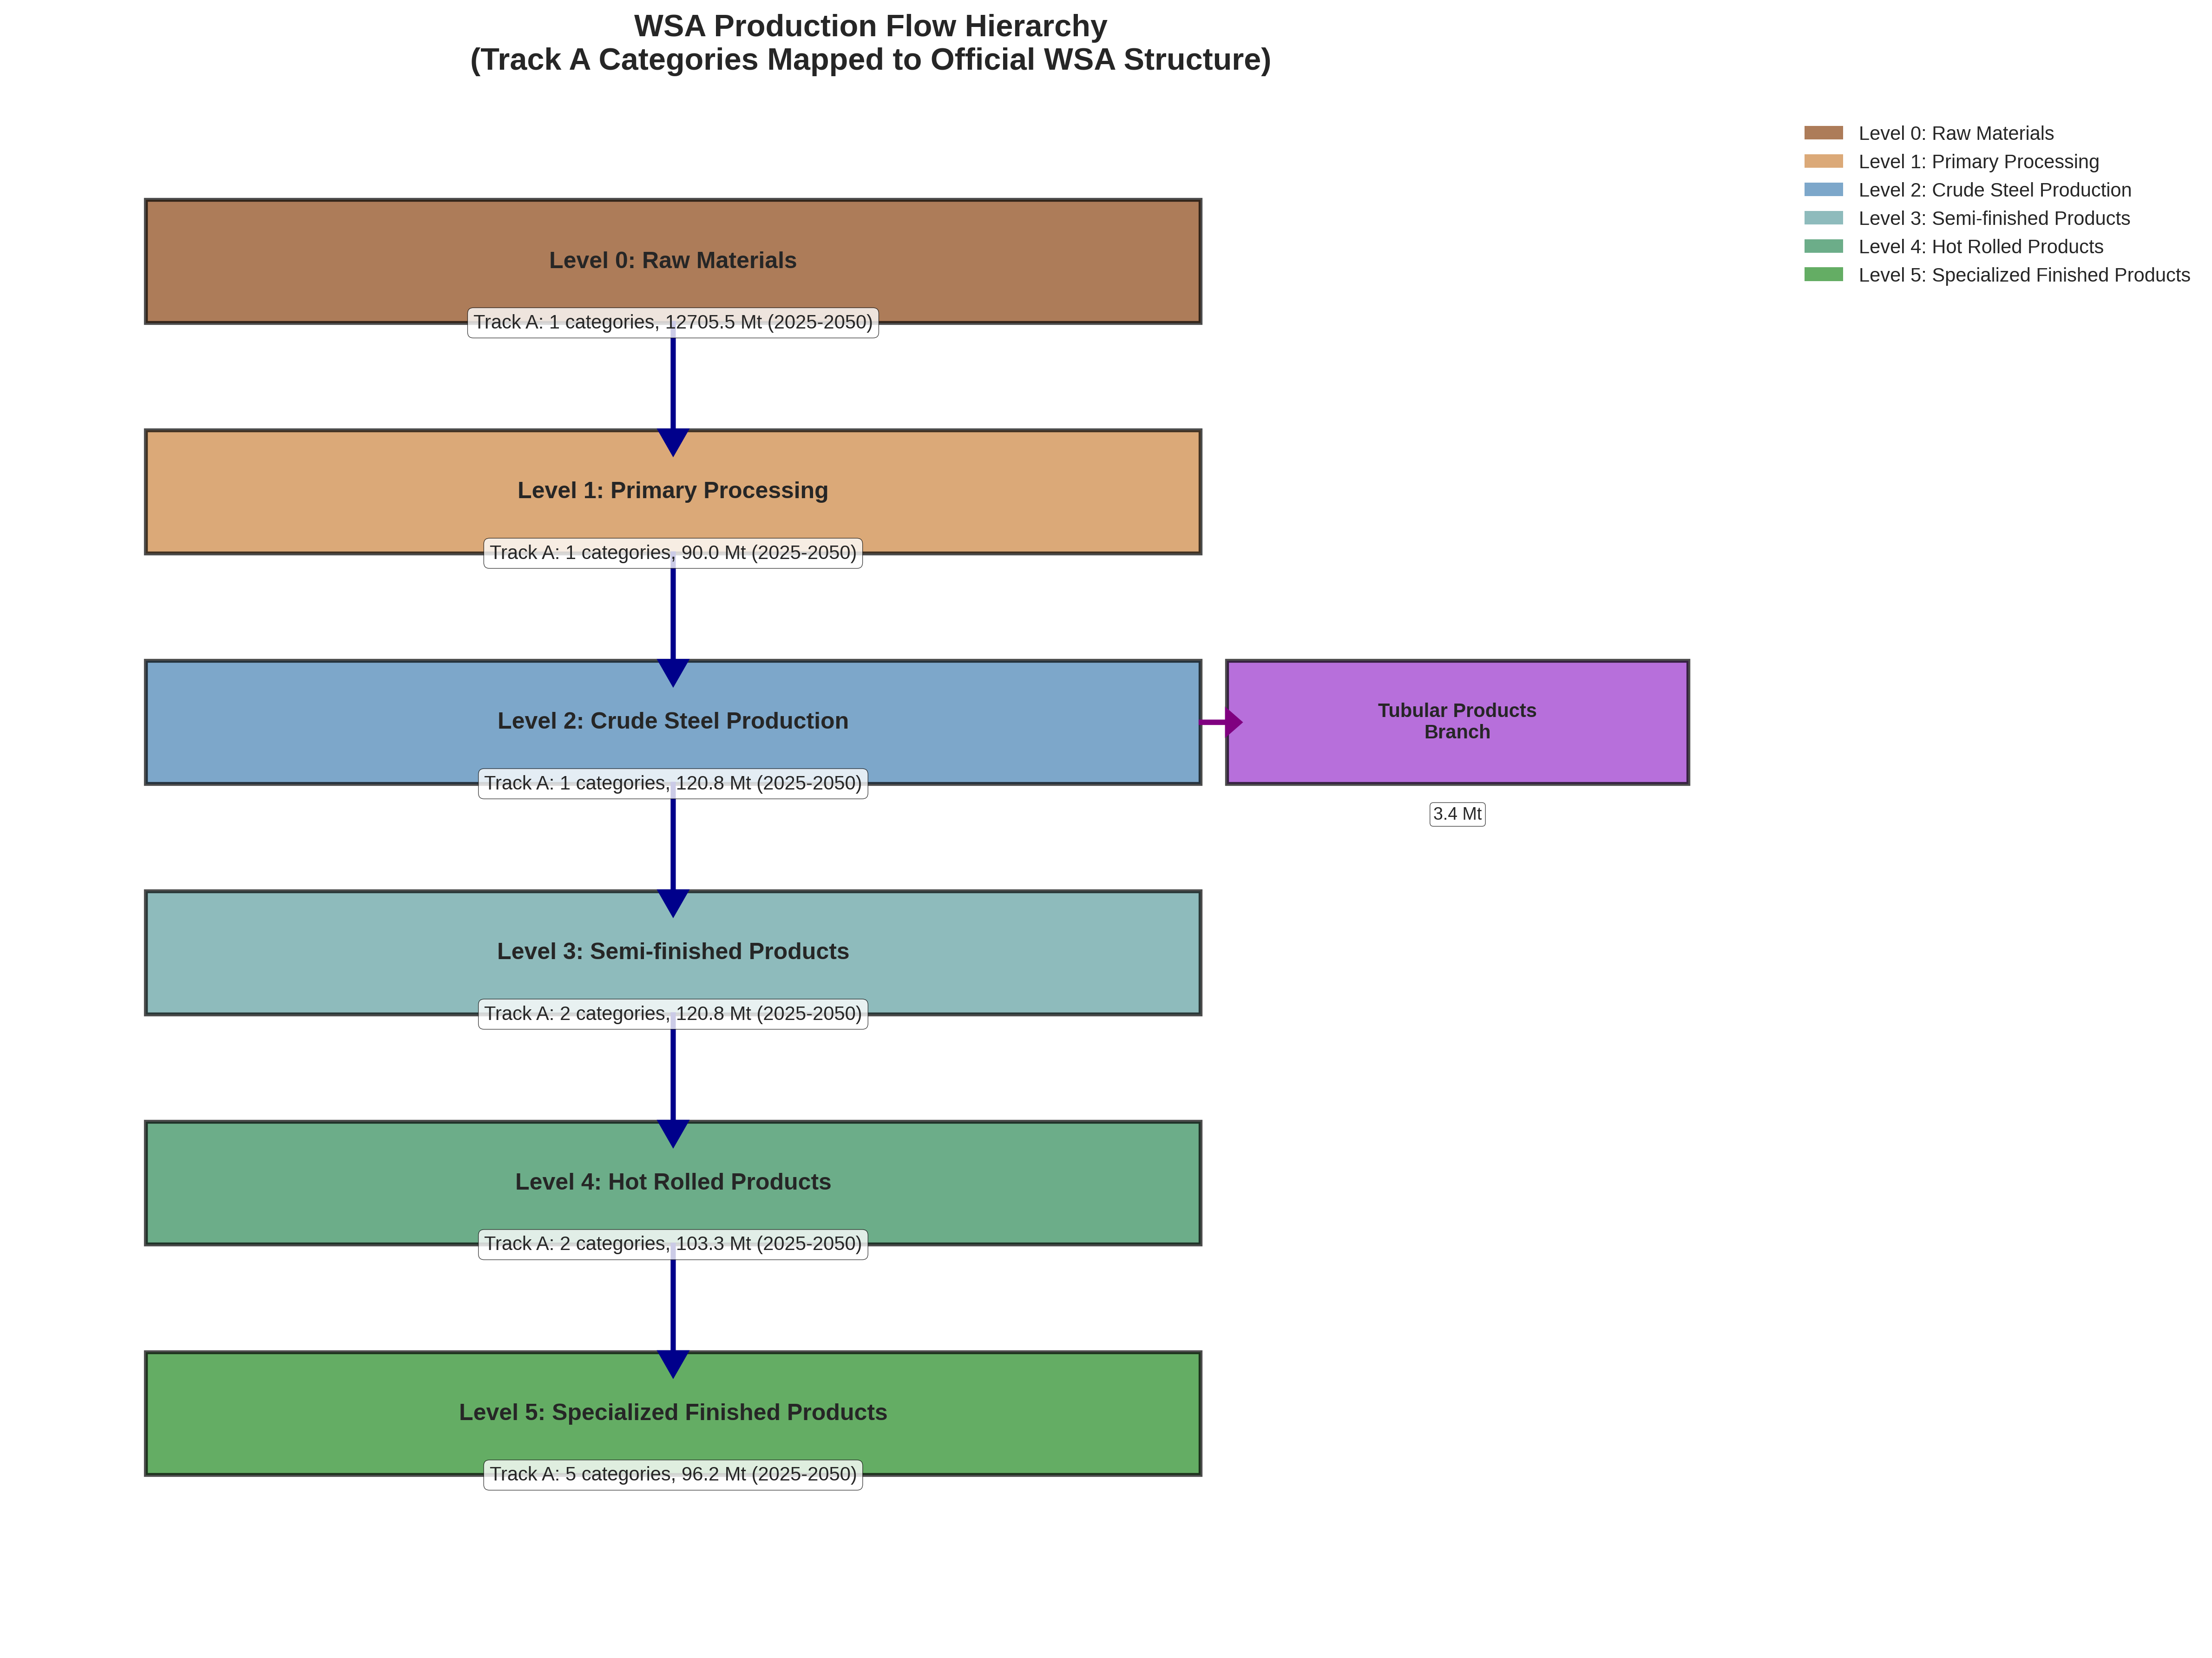 WSA Production Flow Hierarchy
(Track A Categories Mapped to Official WSA Structure)
Level 0: Raw Materials
Level 1: Primary Processing
Level 2: Crude Steel Production
Level 3: Semi-finished Products
Level 4: Hot Rolled Products
Level 5: Specialized Finished Products
Level 0: Raw Materials
Track A: 1 categories, 12705.5 Mt (2025-2050)
Level 1: Primary Processing
Track A: 1 categories, 90.0 Mt (2025-2050)
Level 2: Crude Steel Production
Track A: 1 categories, 120.8 Mt (2025-2050)
Tubular Products
Branch
3.4 Mt
Level 3: Semi-finished Products
Track A: 2 categories, 120.8 Mt (2025-2050)
Level 4: Hot Rolled Products
Track A: 2 categories, 103.3 Mt (2025-2050)
Level 5: Specialized Finished Products
Track A: 5 categories, 96.2 Mt (2025-2050)